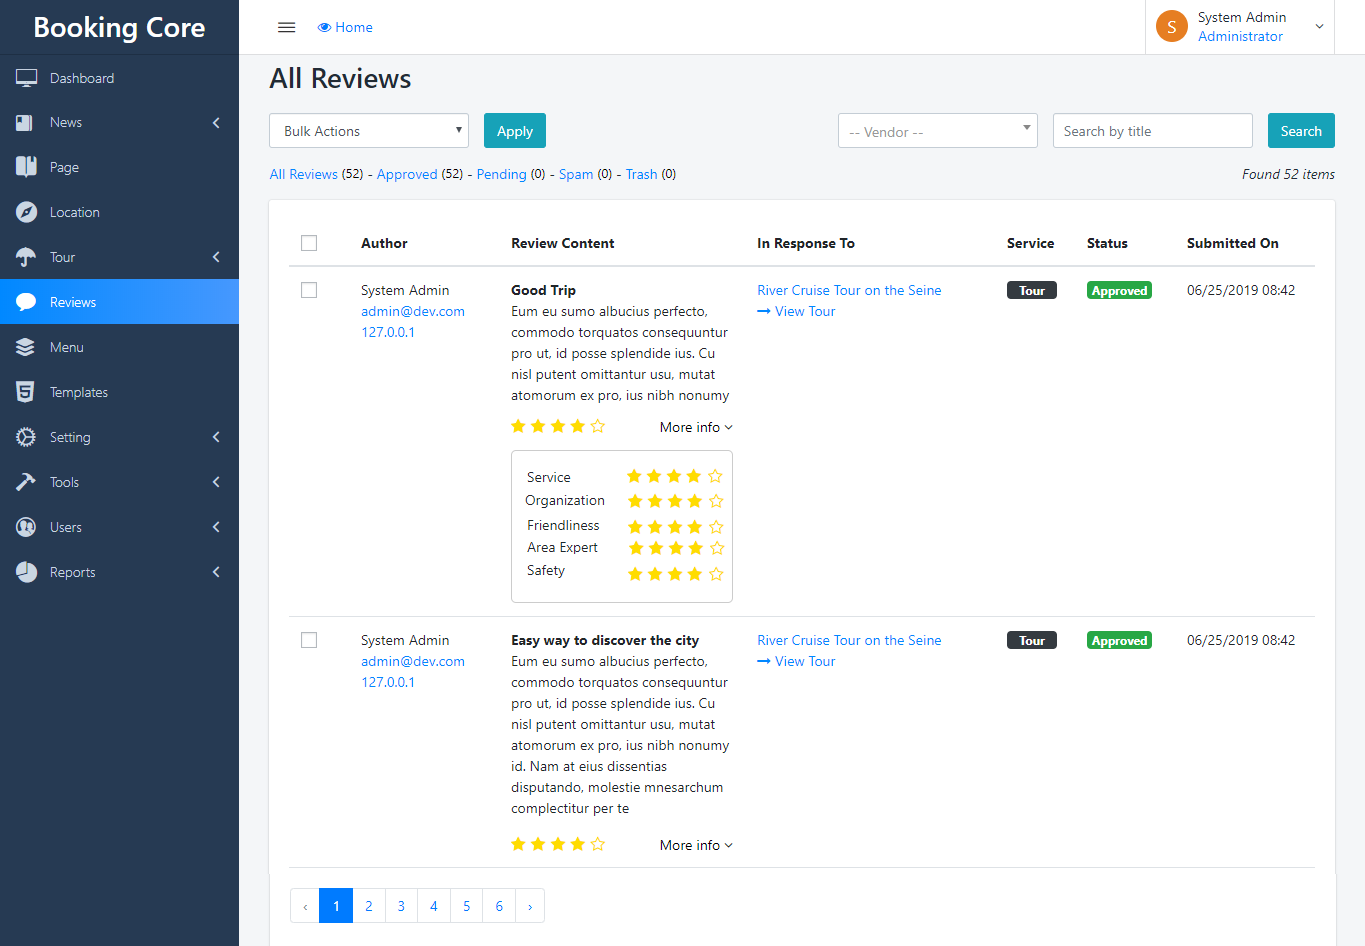 Booking Core
Home
S
System Admin
Administrator
Dashboard
News
Page
Location
Tour
Reviews
Menu
Templates
Setting
Tools
Users
Reports
All Reviews
Bulk Actions
Apply
-- Vendor --
Search by title
Search
All Reviews (52) - Approved (52) - Pending (0) - Spam (0) - Trash (0)
Found 52 items
Author Review Content In Response To Service Status Submitted On
System Admin
admin@dev.com
127.0.0.1
Good Trip
Eum eu sumo albucius perfecto,
commodo torquatos consequuntur
pro ut, id posse splendide ius. Cu
nisl putent omittantur usu, mutat
atomorum ex pro, ius nibh nonumy
More info
Service
Organization
Friendliness
Area Expert
Safety
River Cruise Tour on the Seine
View Tour
Tour
Approved
06/25/2019 08:42
System Admin
admin@dev.com
127.0.0.1
Easy way to discover the city
Eum eu sumo albucius perfecto,
commodo torquatos consequuntur
pro ut, id posse splendide ius. Cu
nisl putent omittantur usu, mutat
atomorum ex pro, ius nibh nonumy
id. Nam at eius dissentias
disputando, molestie mnesarchum
complectitur per te
More info
River Cruise Tour on the Seine
View Tour
Tour
Approved
06/25/2019 08:42
‹ 1 2 3 4 5 6 ›